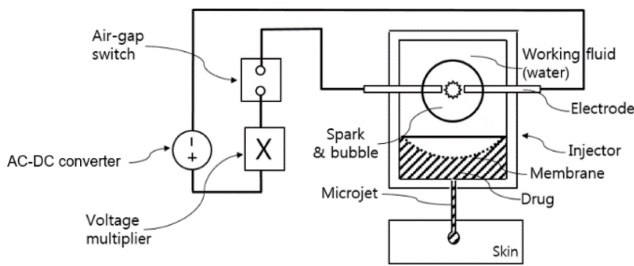 Air-gap
switch
AC-DC converter
-
+
X
Voltage
multiplier
Working fluid
(water)
Electrode
Spark
& bubble
Injector
Membrane
Microjet
Drug
Skin